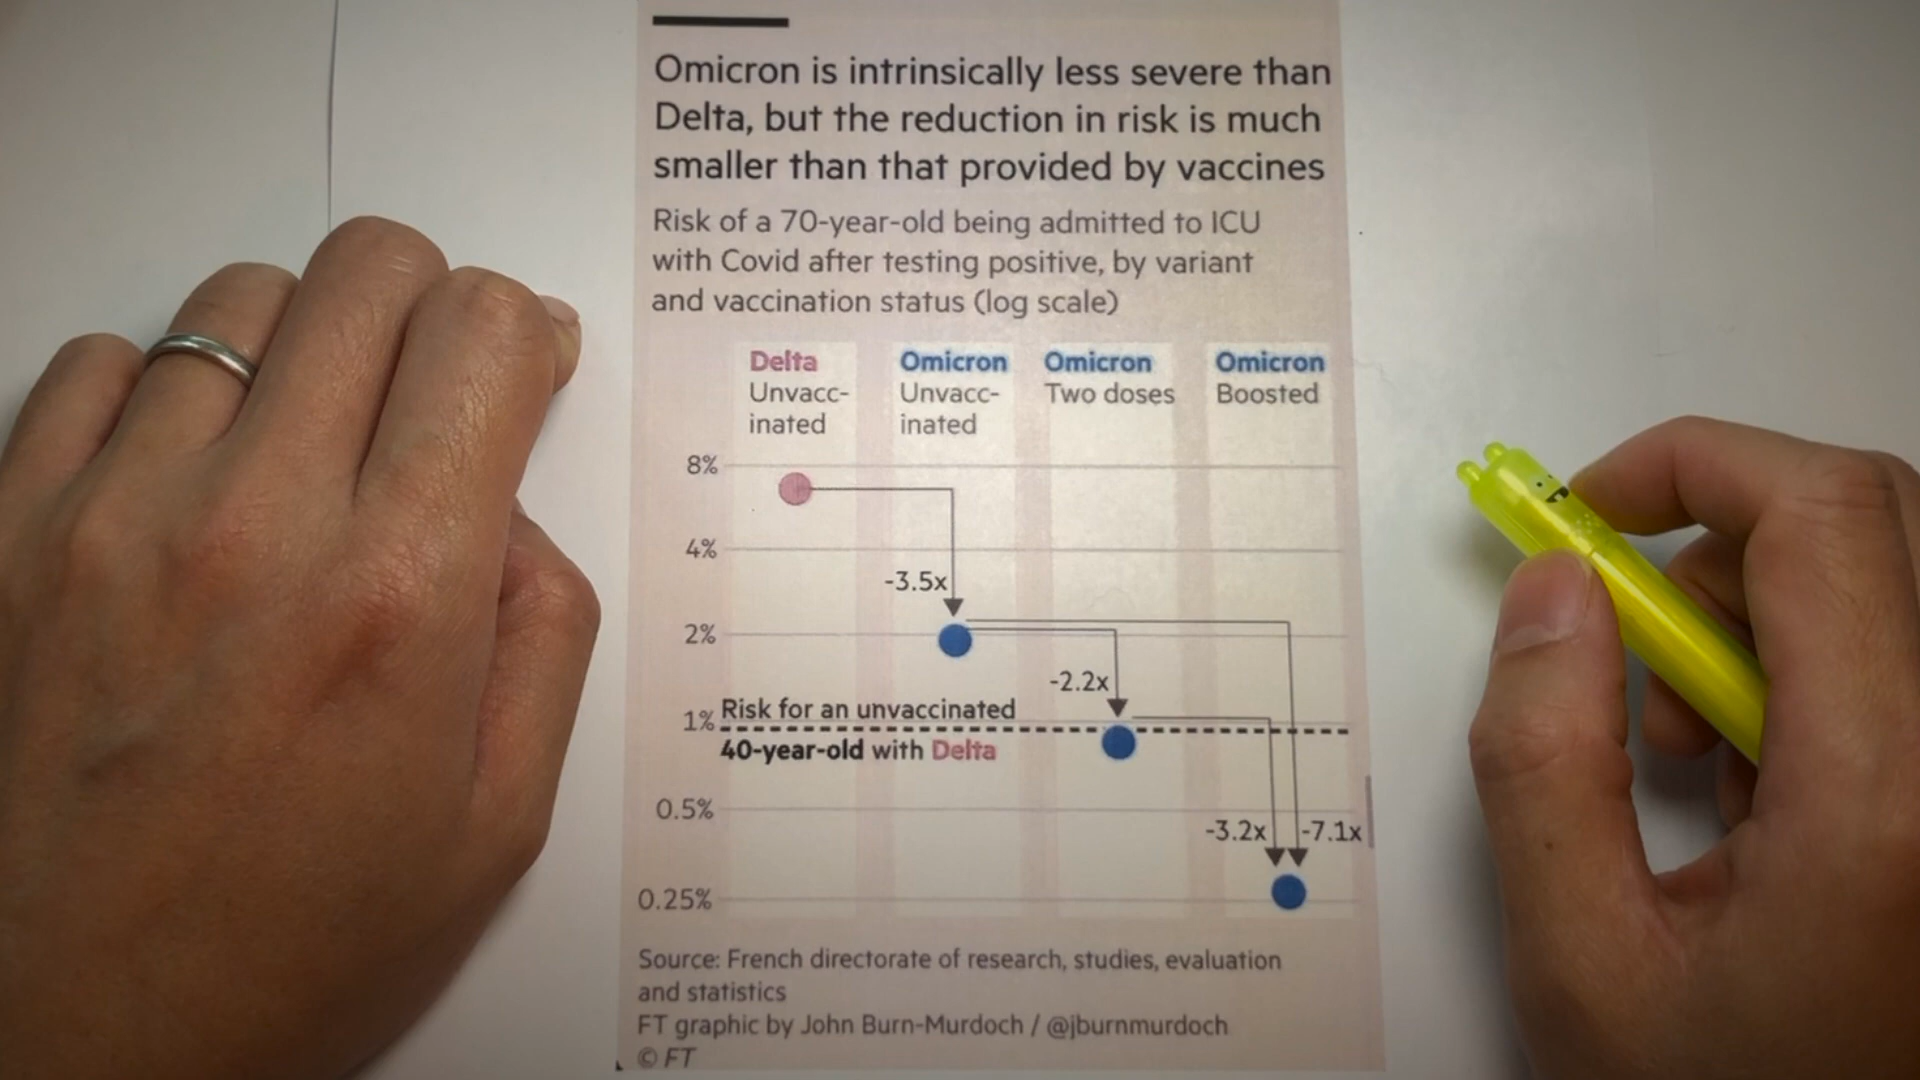 Omicron is intrinsically less severe than
Delta, but the reduction in risk is much
smaller than that provided by vaccines
Risk of a 70-year-old being admitted to ICU
with Covid after testing positive, by variant
and vaccination status (log scale)
Delta
Unvacc-
inated
Omicron
Unvacc-
inated
Omicron
Two doses
Omicron
Boosted
8%
4%
-3.5x
2%
-2.2x
1%
Risk for an unvaccinated
40-year-old with Delta
0.5%
-3.2x
-7.1x
0.25%
Source: French directorate of research, studies, evaluation
and statistics
FT graphic by John Burn-Murdoch / @jburnmurdoch
© FT